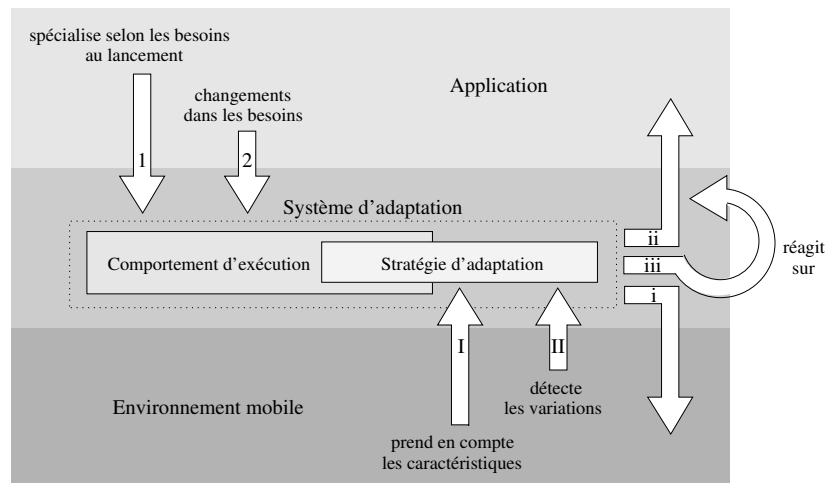 spécialise selon les besoins
au lancement
Application
changements
dans les besoins
1
2
Système d'adaptation
Comportement d'exécution
Stratégie d'adaptation
ii
iii
i
réagit
sur
I
II
Environnement mobile
détecte
les variations
prend en compte
les caractéristiques